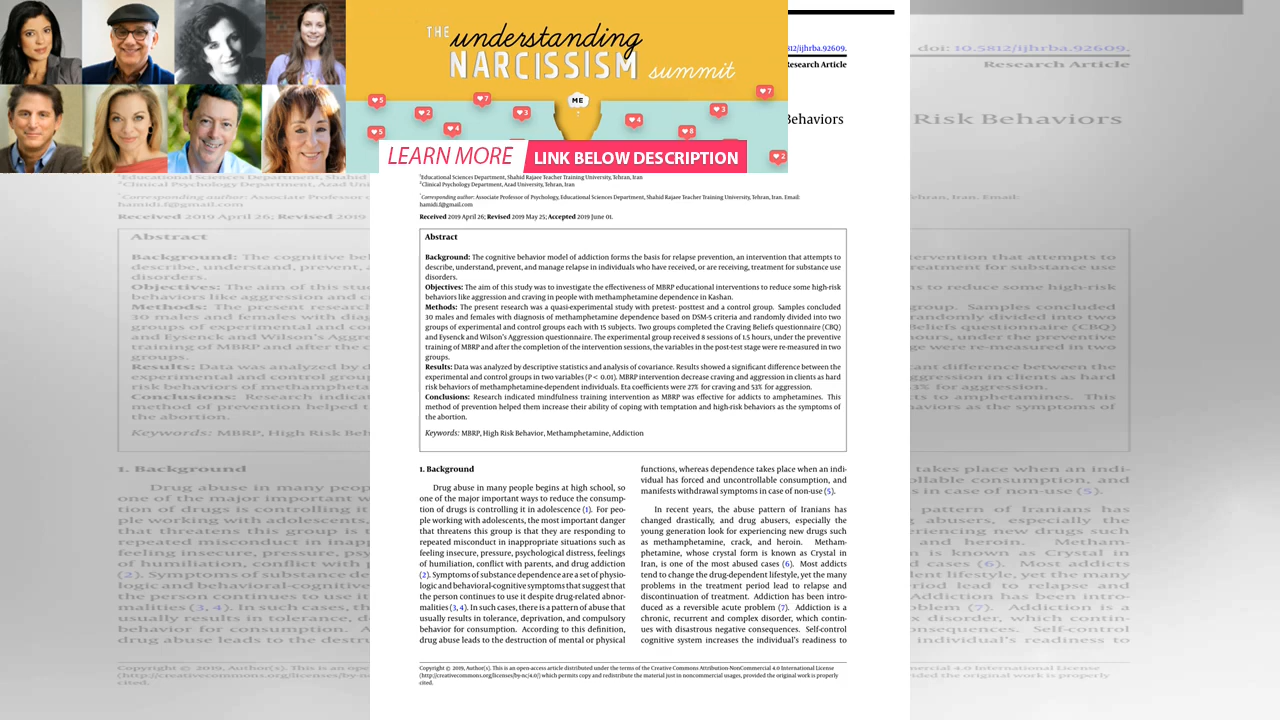 THE understanding
NARCISSISM summit
ME
5
2
7
3
4
3
7
5
4
8
2
LEARN MORE LINK BELOW DESCRIPTION
812/ijhrba.92609.
Research Article
Behaviors
doi: 10.5812/ijhrba.92609.
Research Article
Risk Behaviors
1Educational Sciences Department, Shahid Rajaee Teacher Training University, Tehran, Iran
2Clinical Psychology Department, Azad University, Tehran, Iran
*Corresponding author: Associate Professor of Psychology, Educational Sciences Department, Shahid Rajaee Teacher Training University, Tehran, Iran. Email:
hamidi.f@gmail.com
Received 2019 April 26; Revised 2019 May 25; Accepted 2019 June 01.
Abstract
Background: The cognitive behavior model of addiction forms the basis for relapse prevention, an intervention that attempts to
describe, understand, prevent, and manage relapse in individuals who have received, or are receiving, treatment for substance use
disorders.
Objectives: The aim of this study was to investigate the effectiveness of MBRP educational interventions to reduce some high-risk
behaviors like aggression and craving in people with methamphetamine dependence in Kashan.
Methods: The present research was a quasi-experimental study with pretest- posttest and a control group. Samples concluded
30 males and females with diagnosis of methamphetamine dependence based on DSM-5 criteria and randomly divided into two
groups of experimental and control groups each with 15 subjects. Two groups completed the Craving Beliefs questionnaire (CBQ)
and Eysenck and Wilson's Aggression questionnaire. The experimental group received 8 sessions of 1.5 hours, under the preventive
training of MBRP and after the completion of the intervention sessions, the variables in the post-test stage were re-measured in two
groups.
Results: Data was analyzed by descriptive statistics and analysis of covariance. Results showed a significant difference between the
experimental and control groups in two variables (P < 0.01). MBRP intervention decrease craving and aggression in clients as hard
risk behaviors of methamphetamine-dependent individuals. Eta coefficients were 27% for craving and 53% for aggression.
Conclusions: Research indicated mindfulness training intervention as MBRP was effective for addicts to amphetamines. This
method of prevention helped them increase their ability of coping with temptation and high-risk behaviors as the symptoms of
the abortion.
Keywords: MBRP, High Risk Behavior, Methamphetamine, Addiction
1. Background
Drug abuse in many people begins at high school, so
one of the major important ways to reduce the consump-
tion of drugs is controlling it in adolescence (1). For peo-
ple working with adolescents, the most important danger
that threatens this group is that they are responding to
repeated misconduct in inappropriate situations such as
feeling insecure, pressure, psychological distress, feelings
of humiliation, conflict with parents, and drug addiction
(2). Symptoms of substance dependence are a set of physio-
logic and behavioral-cognitive symptoms that suggest that
the person continues to use it despite drug-related abnor-
malities (3, 4). In such cases, there is a pattern of abuse that
usually results in tolerance, deprivation, and compulsory
behavior for consumption. According to this definition,
drug abuse leads to the destruction of mental or physical
functions, whereas dependence takes place when an indi-
vidual has forced and uncontrollable consumption, and
manifests withdrawal symptoms in case of non-use (5).
In recent years, the abuse pattern of Iranians has
changed drastically, and drug abusers, especially the
young generation look for experiencing new drugs such
as methamphetamine, crack, and heroin. Metham-
phetamine, whose crystal form is known as Crystal in
Iran, is one of the most abused cases (6). Most addicts
tend to change the drug-dependent lifestyle, yet the many
problems in the treatment period lead to relapse and
discontinuation of treatment. Addiction has been intro-
duced as a reversible acute problem (7). Addiction is a
chronic, recurrent and complex disorder, which contin-
ues with disastrous negative consequences. Self-control
cognitive system increases the individual's readiness to
Copyright © 2019, Author(s). This is an open-access article distributed under the terms of the Creative Commons Attribution-NonCommercial 4.0 International License
(http://creativecommons.org/licenses/by-nc/4.0/) which permits copy and redistribute the material just in noncommercial usages, provided the original work is properly
cited.